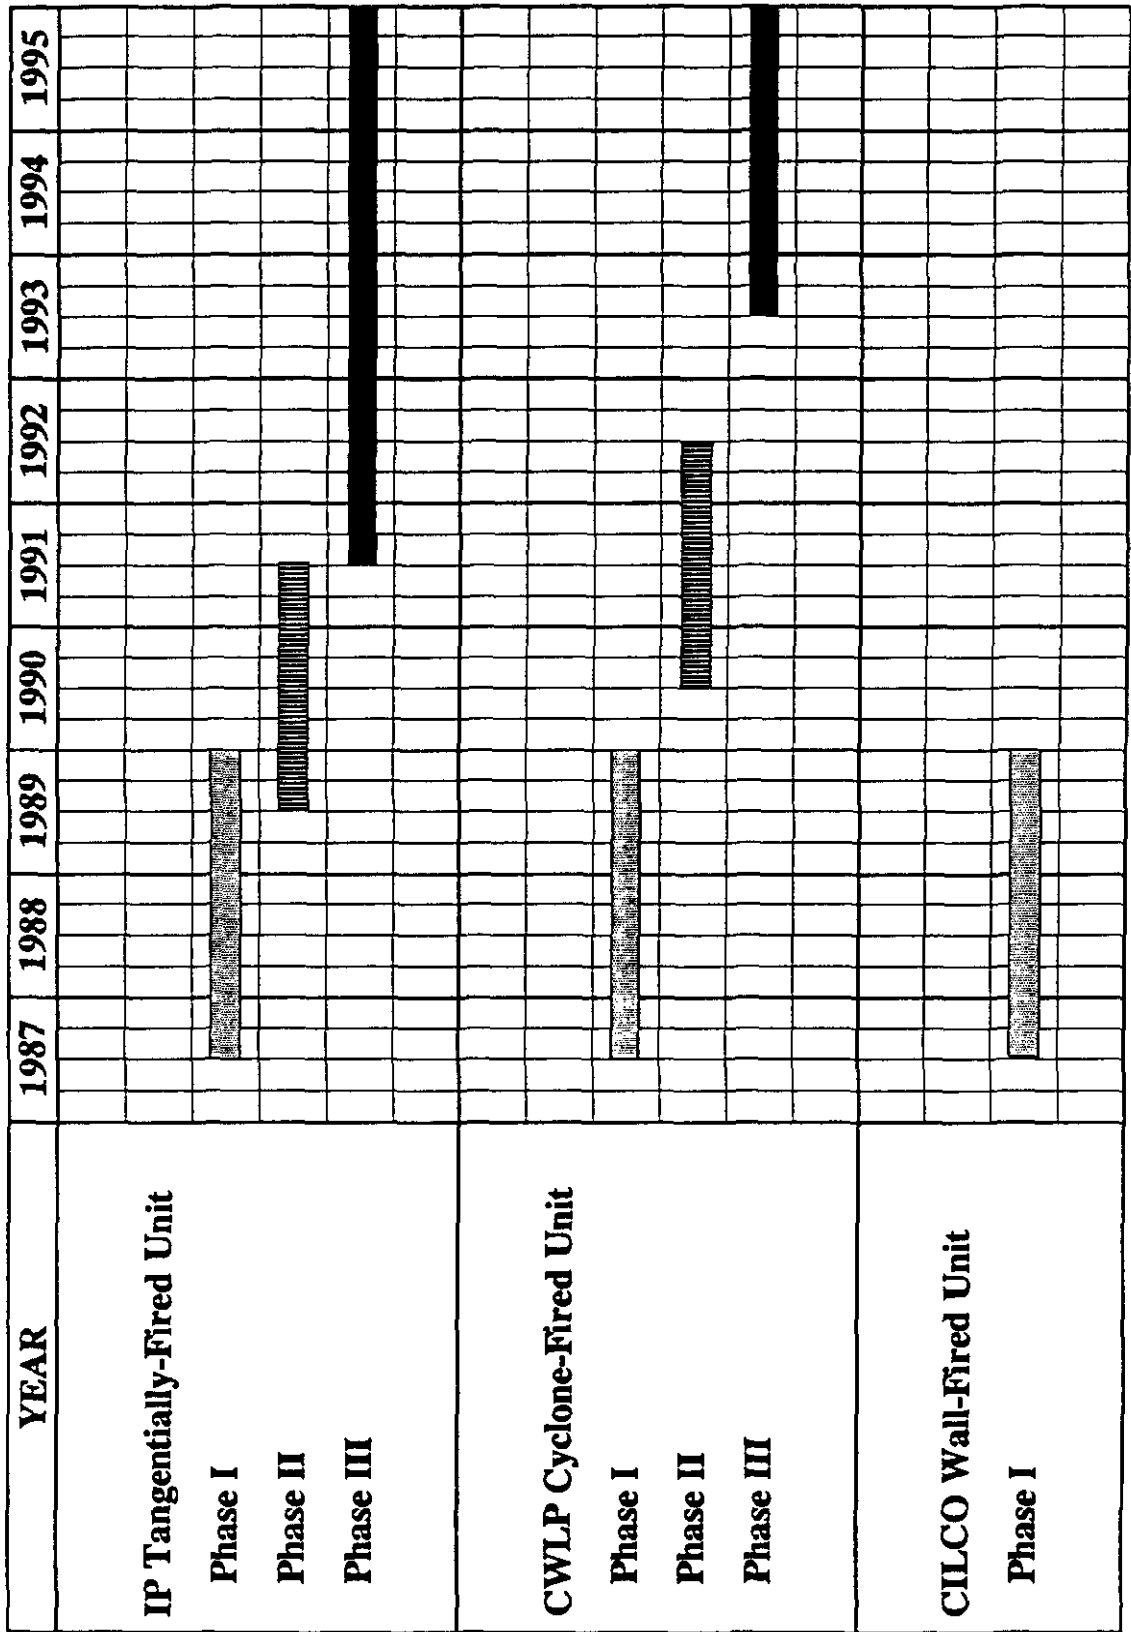 YEAR 1987 1988 1989 1990 1991 1992 1993 1994 1995
IP Tangentially-Fired Unit
Phase I
Phase II
Phase III
CWLP Cyclone-Fired Unit
Phase I
Phase II
Phase III
CILCO Wall-Fired Unit
Phase I